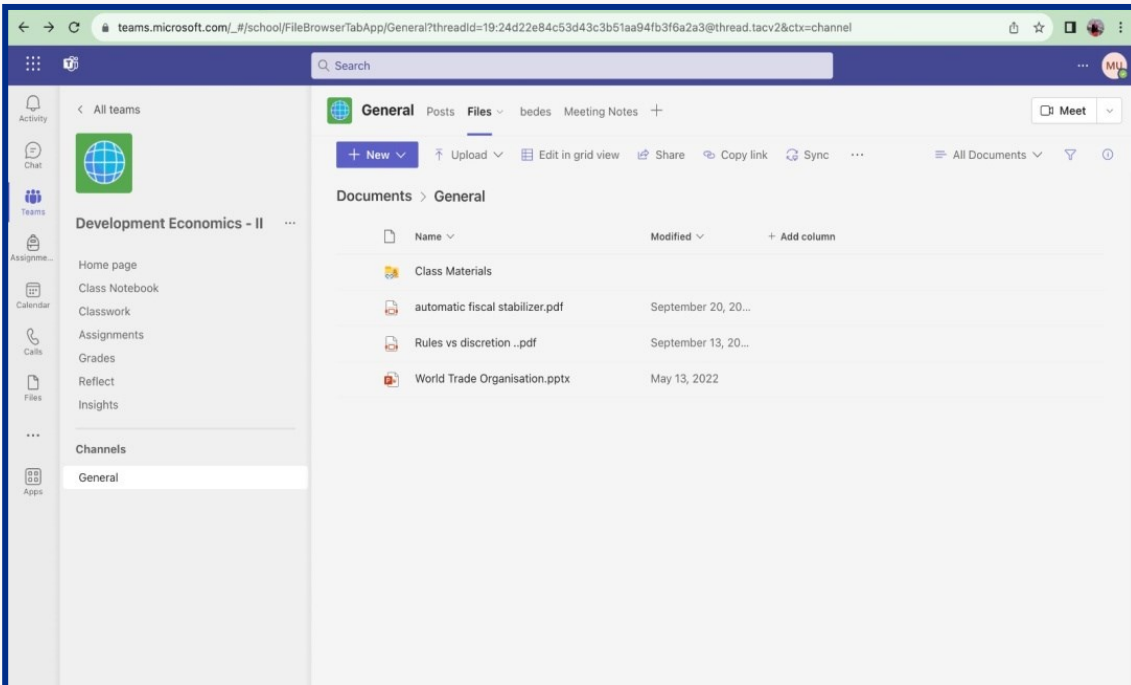 teams.microsoft.com/_#/school/FileBrowserTabApp/General?threadId=19:24d22e84c53d43c3b51aa94fb3f6a2a3@thread.tacv2&ctx=channel
Search
MU
Activity
Chat
Teams
Assignme...
Calendar
Calls
Files
Apps
All teams
Development Economics - II
Home page
Class Notebook
Classwork
Assignments
Grades
Reflect
Insights
Channels
General
General Posts Files bedes Meeting Notes
Meet
New Upload Edit in grid view Share Copy link Sync ... All Documents
Documents > General
Name Modified + Add column
Class Materials
automatic fiscal stabilizer.pdf September 20, 20...
Rules vs discretion ..pdf September 13, 20...
World Trade Organisation.pptx May 13, 2022